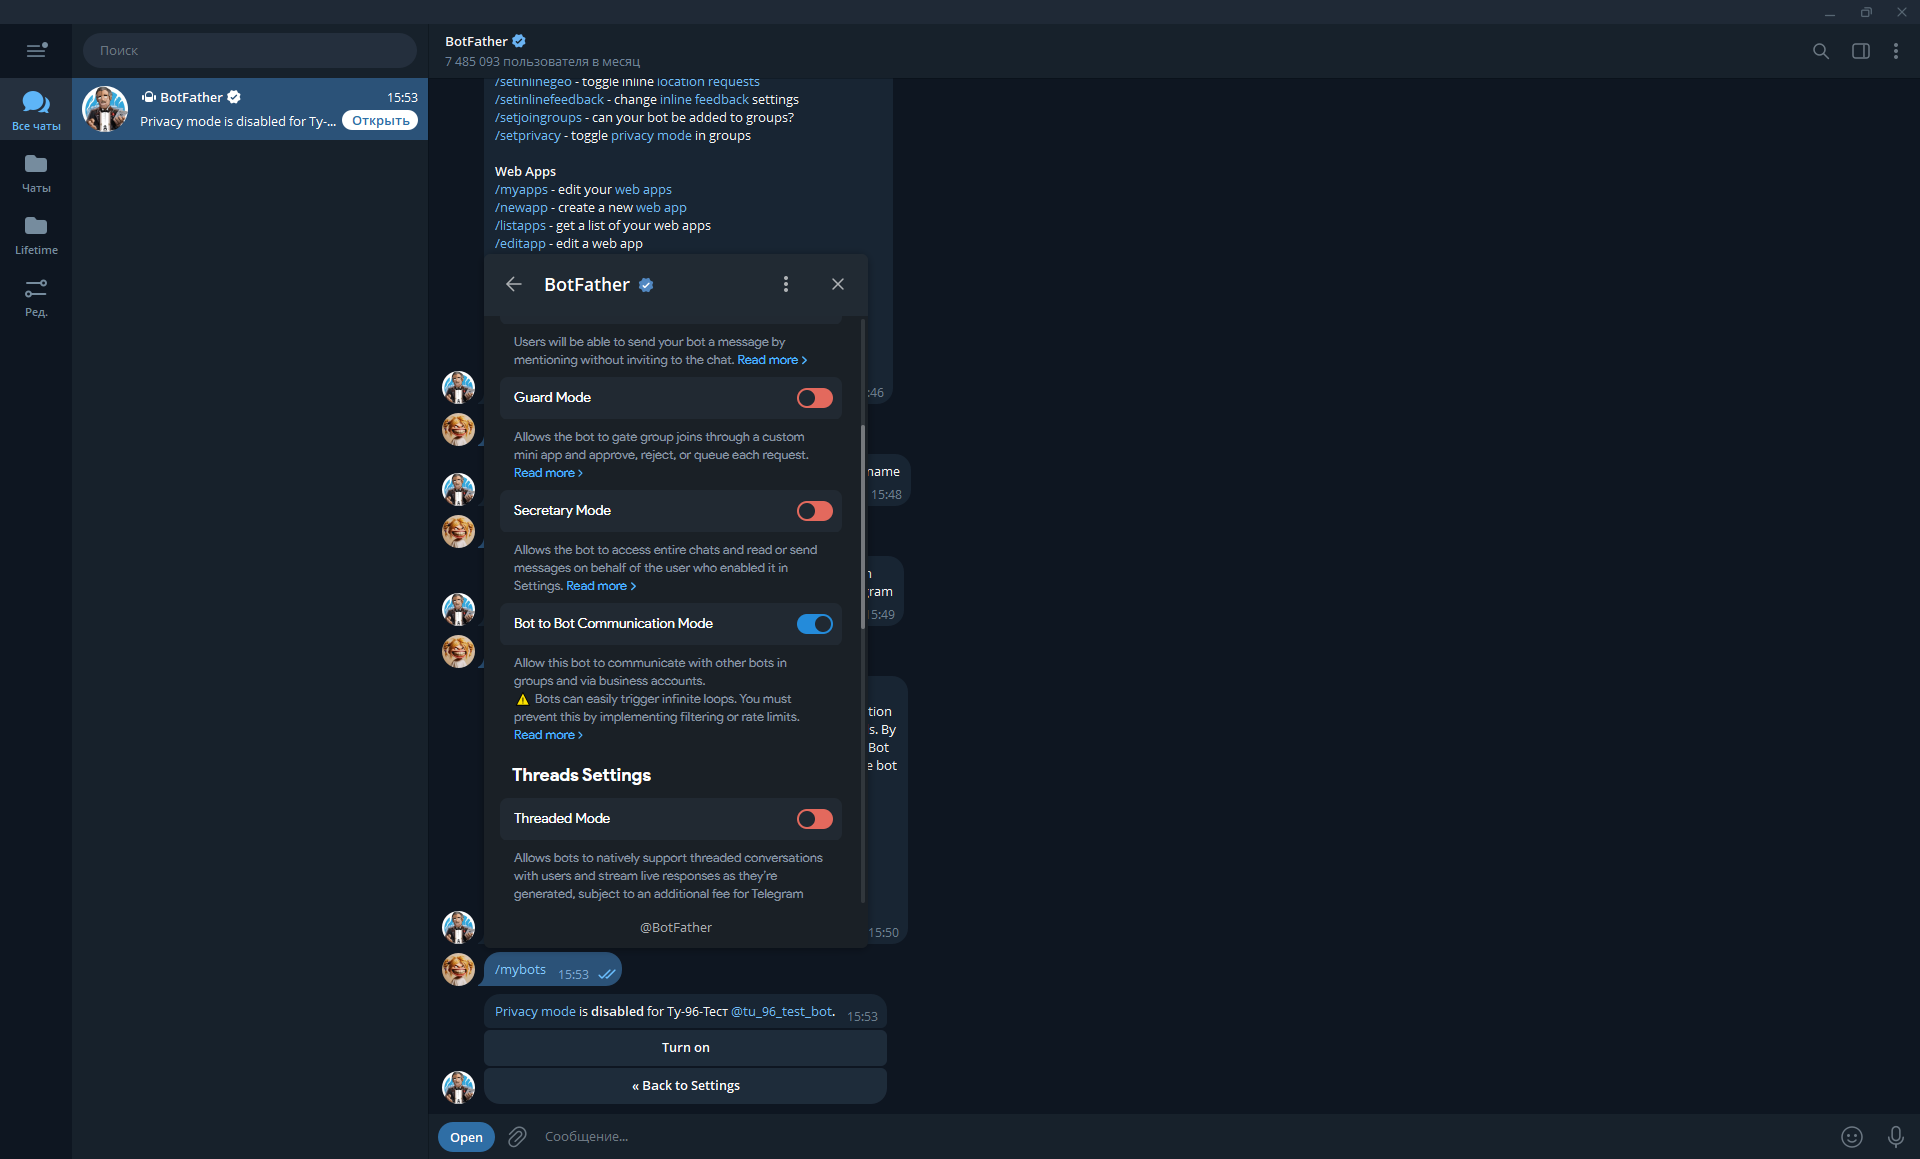 Поиск
BotFather
7 485 093 пользователя в месяц
Все чаты
Чаты
Lifetime
Ред.
BotFather 15:53
Privacy mode is disabled for Ту-... Открыть
/setinlinegeo - toggle inline location requests
/setinlinefeedback - change inline feedback settings
/setjoingroups - can your bot be added to groups?
/setprivacy - toggle privacy mode in groups
Web Apps
/myapps - edit your web apps
/newapp - create a new web app
/listapps - get a list of your web apps
/editapp - edit a web app
BotFather
Users will be able to send your bot a message by
mentioning without inviting to the chat. Read more >
Guard Mode
Allows the bot to gate group joins through a custom
mini app and approve, reject, or queue each request.
Read more >
Secretary Mode
Allows the bot to access entire chats and read or send
messages on behalf of the user who enabled it in
Settings. Read more >
Bot to Bot Communication Mode
Allow this bot to communicate with other bots in
groups and via business accounts.
⚠ Bots can easily trigger infinite loops. You must
prevent this by implementing filtering or rate limits.
Read more >
Threads Settings
Threaded Mode
Allows bots to natively support threaded conversations
with users and stream live responses as they're
generated, subject to an additional fee for Telegram
@BotFather
:46
name
15:48
ram
15:49
tion
s. By
Bot
e bot
15:50
/mybots 15:53
Privacy mode is disabled for Ту-96-Тест @tu_96_test_bot. 15:53
Turn on
« Back to Settings
Open
Сообщение...